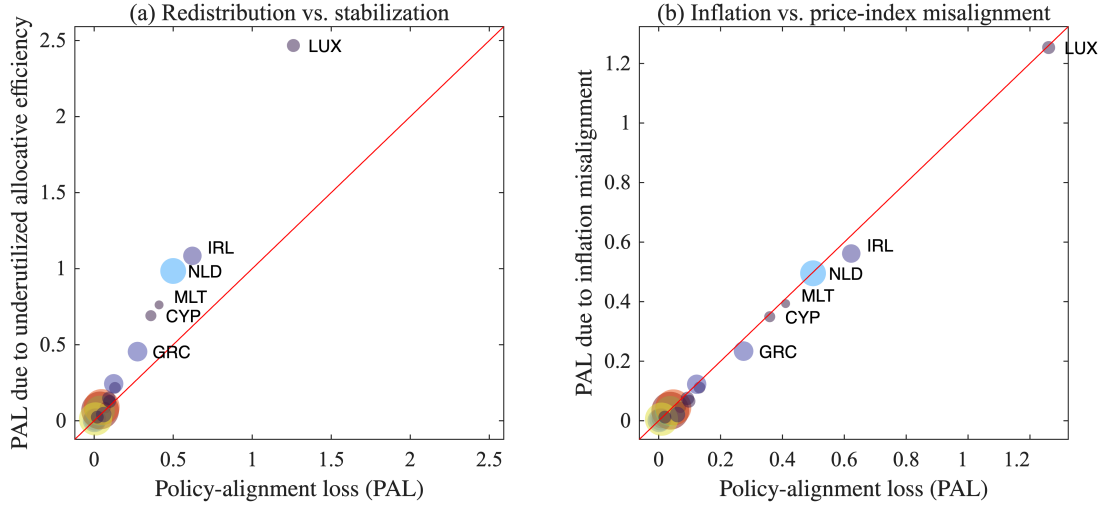 (a) Redistribution vs. stabilization
PAL due to underutilized allocative efficiency
2.5
2
1.5
1
0.5
0
LUX
IRL
NLD
MLT
CYP
GRC
0 0.5 1 1.5 2 2.5
Policy-alignment loss (PAL)
(b) Inflation vs. price-index misalignment
PAL due to inflation misalignment
1.2
1
0.8
0.6
0.4
0.2
0
LUX
IRL
NLD
MLT
CYP
GRC
0 0.2 0.4 0.6 0.8 1 1.2
Policy-alignment loss (PAL)